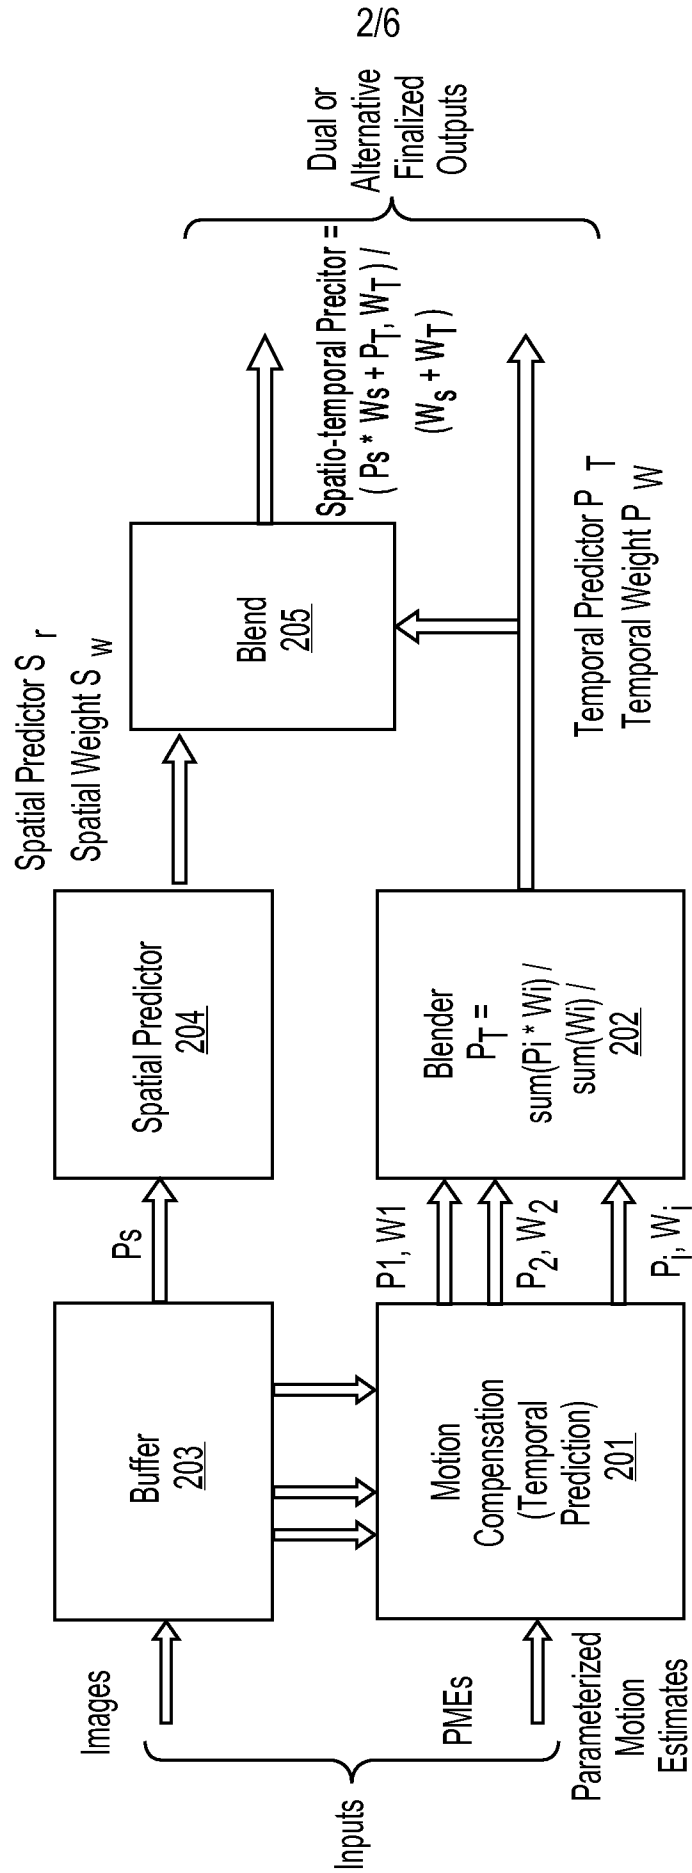 2/6
Inputs
Images
PMEs
Parameterized
Motion
Estimates
Buffer
203
Motion
Compensation
(Temporal
Prediction)
201
Ps
P1, W1
P2, W2
Pi, Wi
Spatial Predictor
204
Blender
PT =
sum(Pi * Wi) /
sum(Wi) /
202
Spatial Predictor S r
Spatial Weight S w
Blend
205
Temporal Predictor P T
Temporal Weight P W
Spatio-temporal Precitor =
( Ps * Ws + PT, WT) /
(Ws + WT)
Dual or
Alternative
Finalized
Outputs